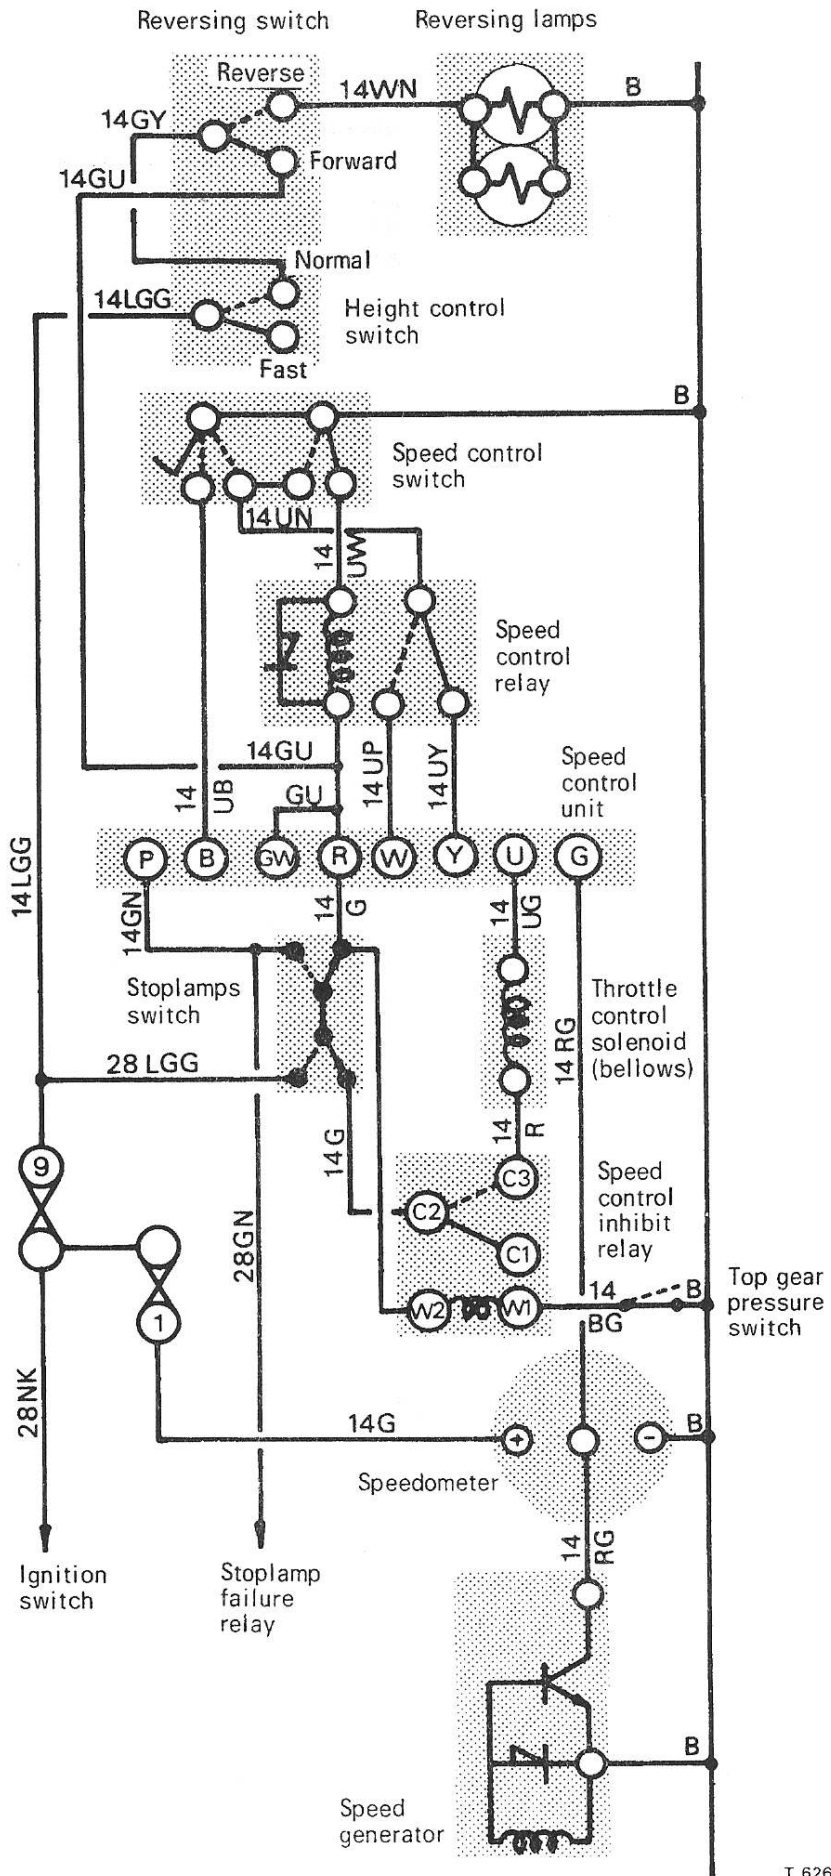 Reversing switch
Reversing lamps
Reverse
14WN
B
14GY
Forward
14GU
Normal
14LGG
Height control
switch
Fast
B
Speed control
switch
14UN
14
UW
Speed
control
relay
14GU
14UP
14UY
Speed
control
unit
14
UB
GU
P
B
GW
R
W
Y
U
G
14LGG
14GN
14
G
14
UG
Stoplamps
switch
Throttle
control
solenoid
(bellows)
14RG
28 LGG
14G
14
R
9
C3
Speed
control
inhibit
relay
C2
C1
28GN
1
W2
W1
14
BG
B
Top gear
pressure
switch
28NK
14G
+
-
B
Speedometer
14
RG
Ignition
switch
Stoplamp
failure
relay
B
Speed
generator
T 626